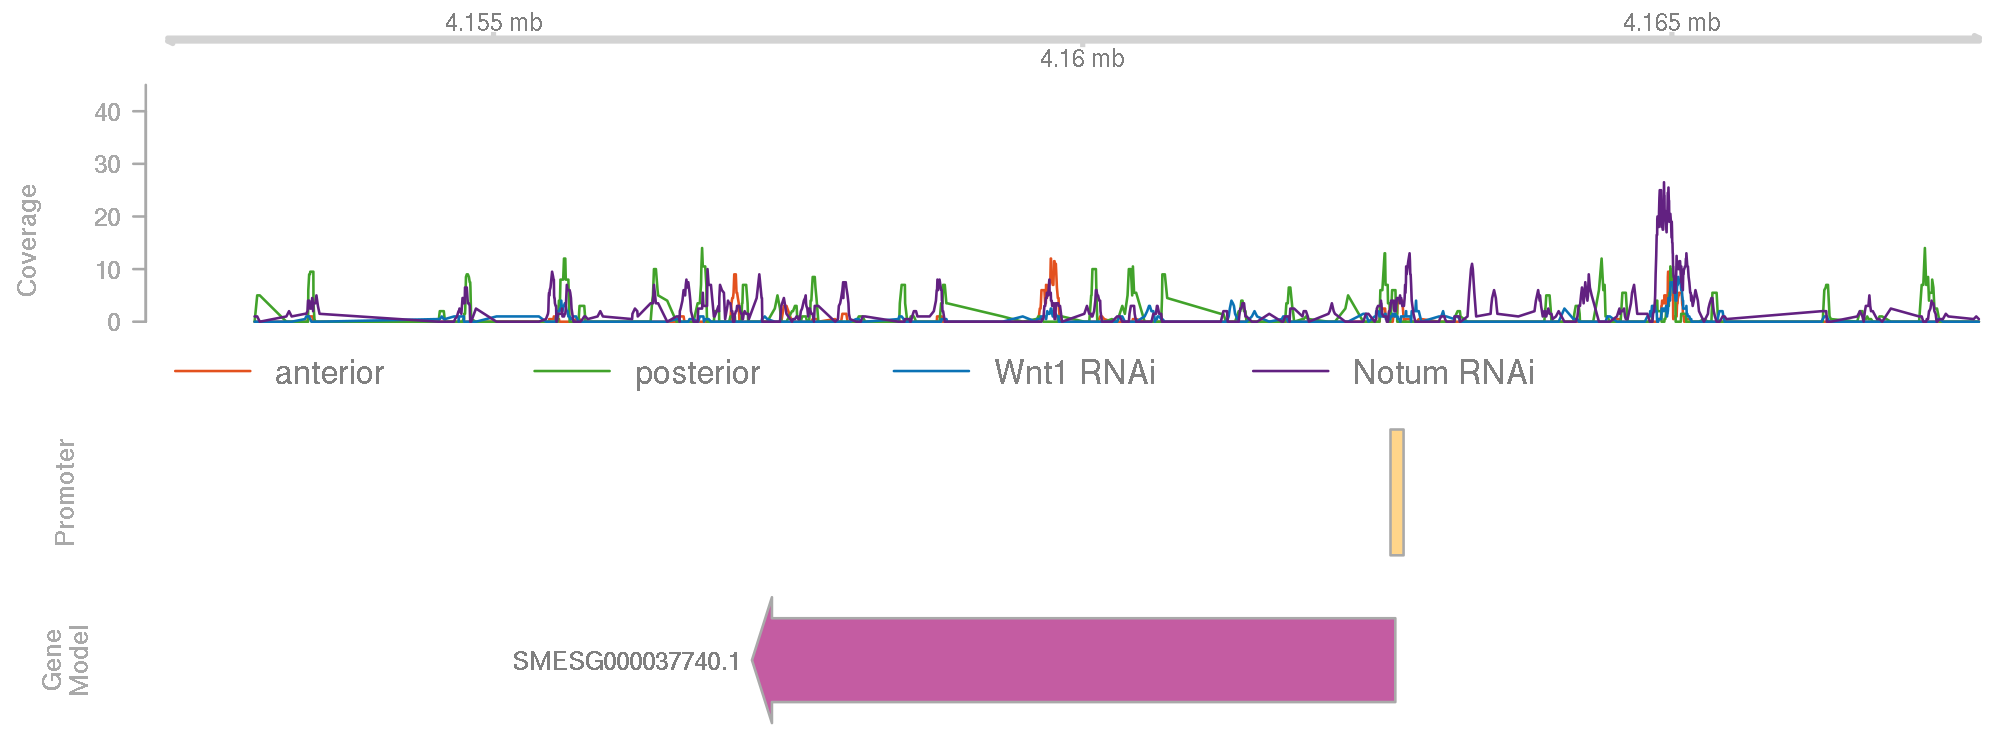 4.155 mb
4.165 mb
4.16 mb
Coverage
40
30
20
10
0
anterior
posterior
Wnt1 RNAi
Notum RNAi
Promoter
Gene
Model
SMESG000037740.1